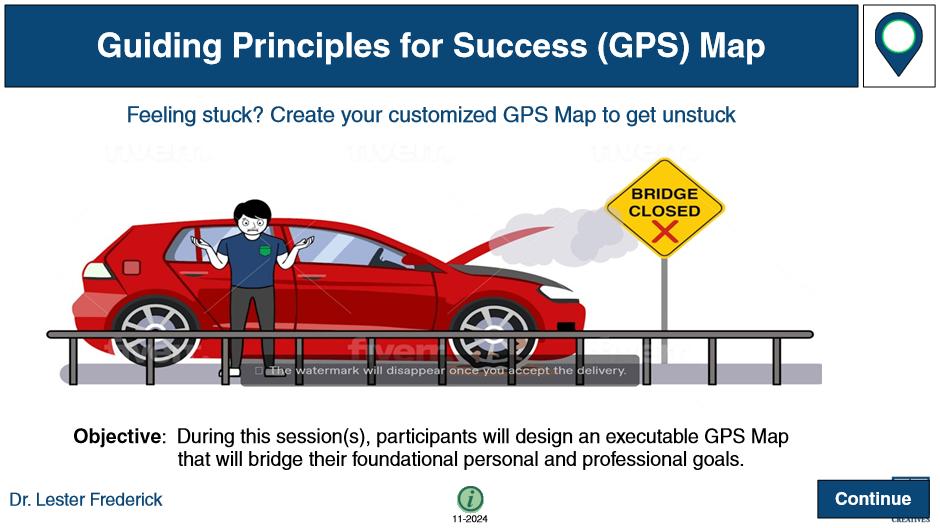 Guiding Principles for Success (GPS) Map
Feeling stuck? Create your customized GPS Map to get unstuck
fiverr.
fiverr.
fiverr.
BRIDGE
CLOSED
fiverr.
fiverr.
fiverr.
The watermark will disappear once you accept the delivery.
Objective: During this session(s), participants will design an executable GPS Map
that will bridge their foundational personal and professional goals.
Dr. Lester Frederick
i
11-2024
Continue
CREATIVES